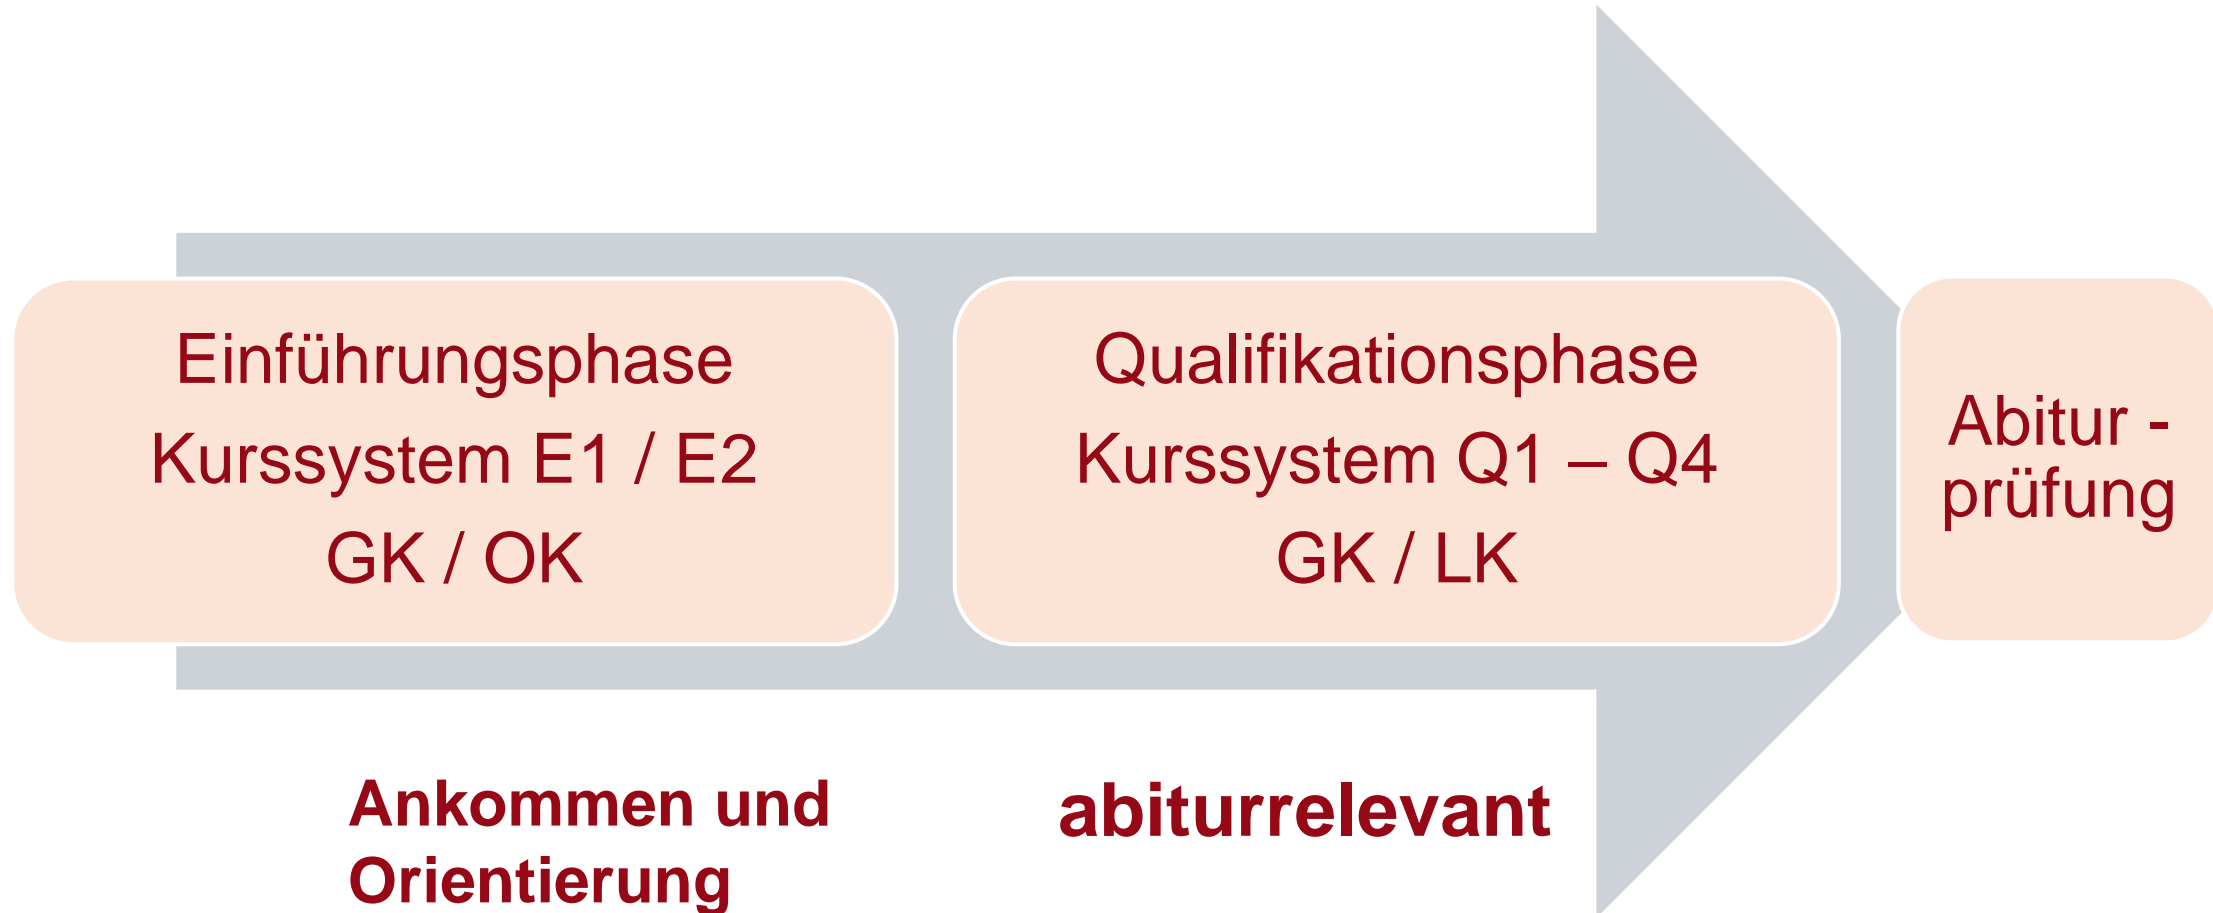 Einführungsphase
Kurssystem E1 / E2
GK / OK
Qualifikationsphase
Kurssystem Q1 – Q4
GK / LK
Abitur -
prüfung
Ankommen und
Orientierung
abiturrelevant